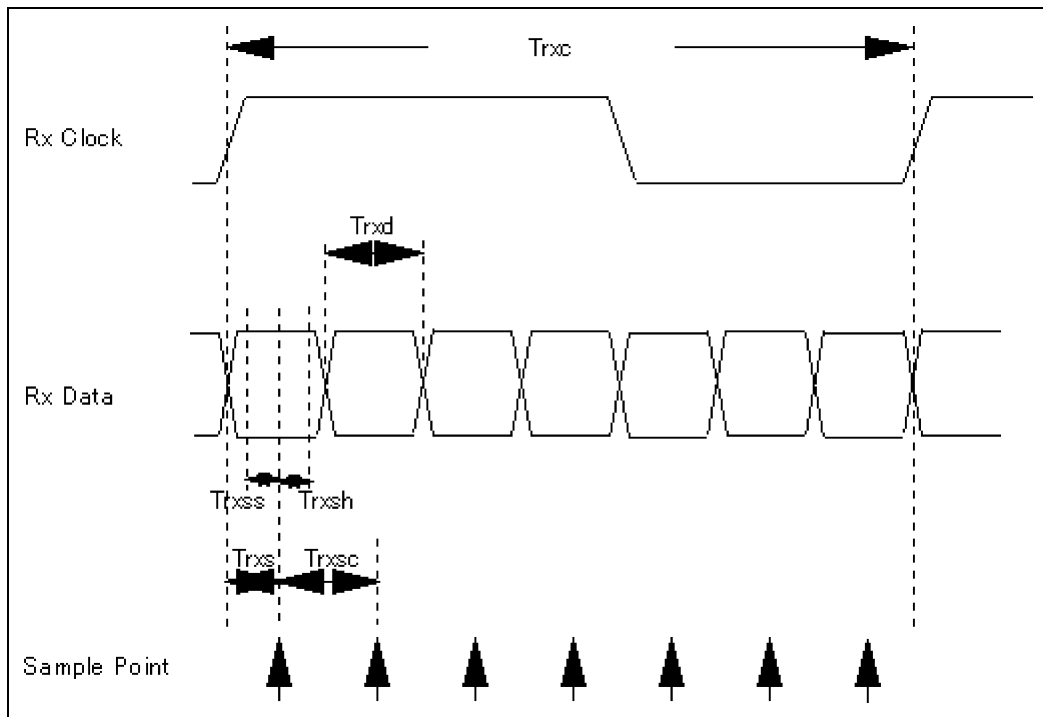 Trxc
Rx Clock
Trxd
Rx Data
Trxss
Trxsh
Trxs
Trxsc
Sample Point